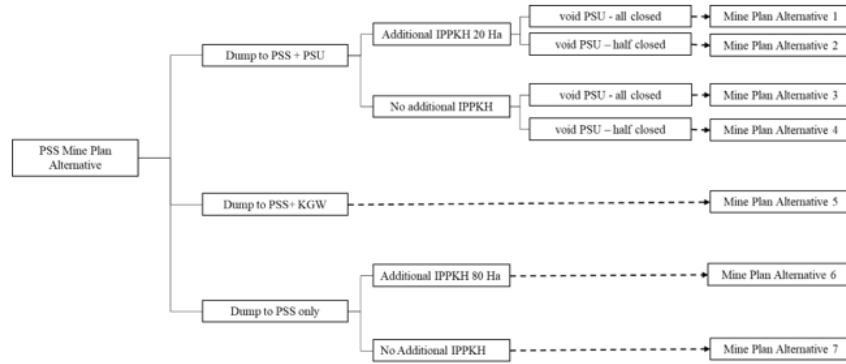 void PSU - all closed
Mine Plan Alternative 1
Additional IPPKH 20 Ha
void PSU – half closed
Mine Plan Alternative 2
Dump to PSS + PSU
void PSU - all closed
Mine Plan Alternative 3
No additional IPPKH
void PSU – half closed
Mine Plan Alternative 4
PSS Mine Plan
Alternative
Dump to PSS+ KGW
Mine Plan Alternative 5
Additional IPPKH 80 Ha
Mine Plan Alternative 6
Dump to PSS only
No Additional IPPKH
Mine Plan Alternative 7